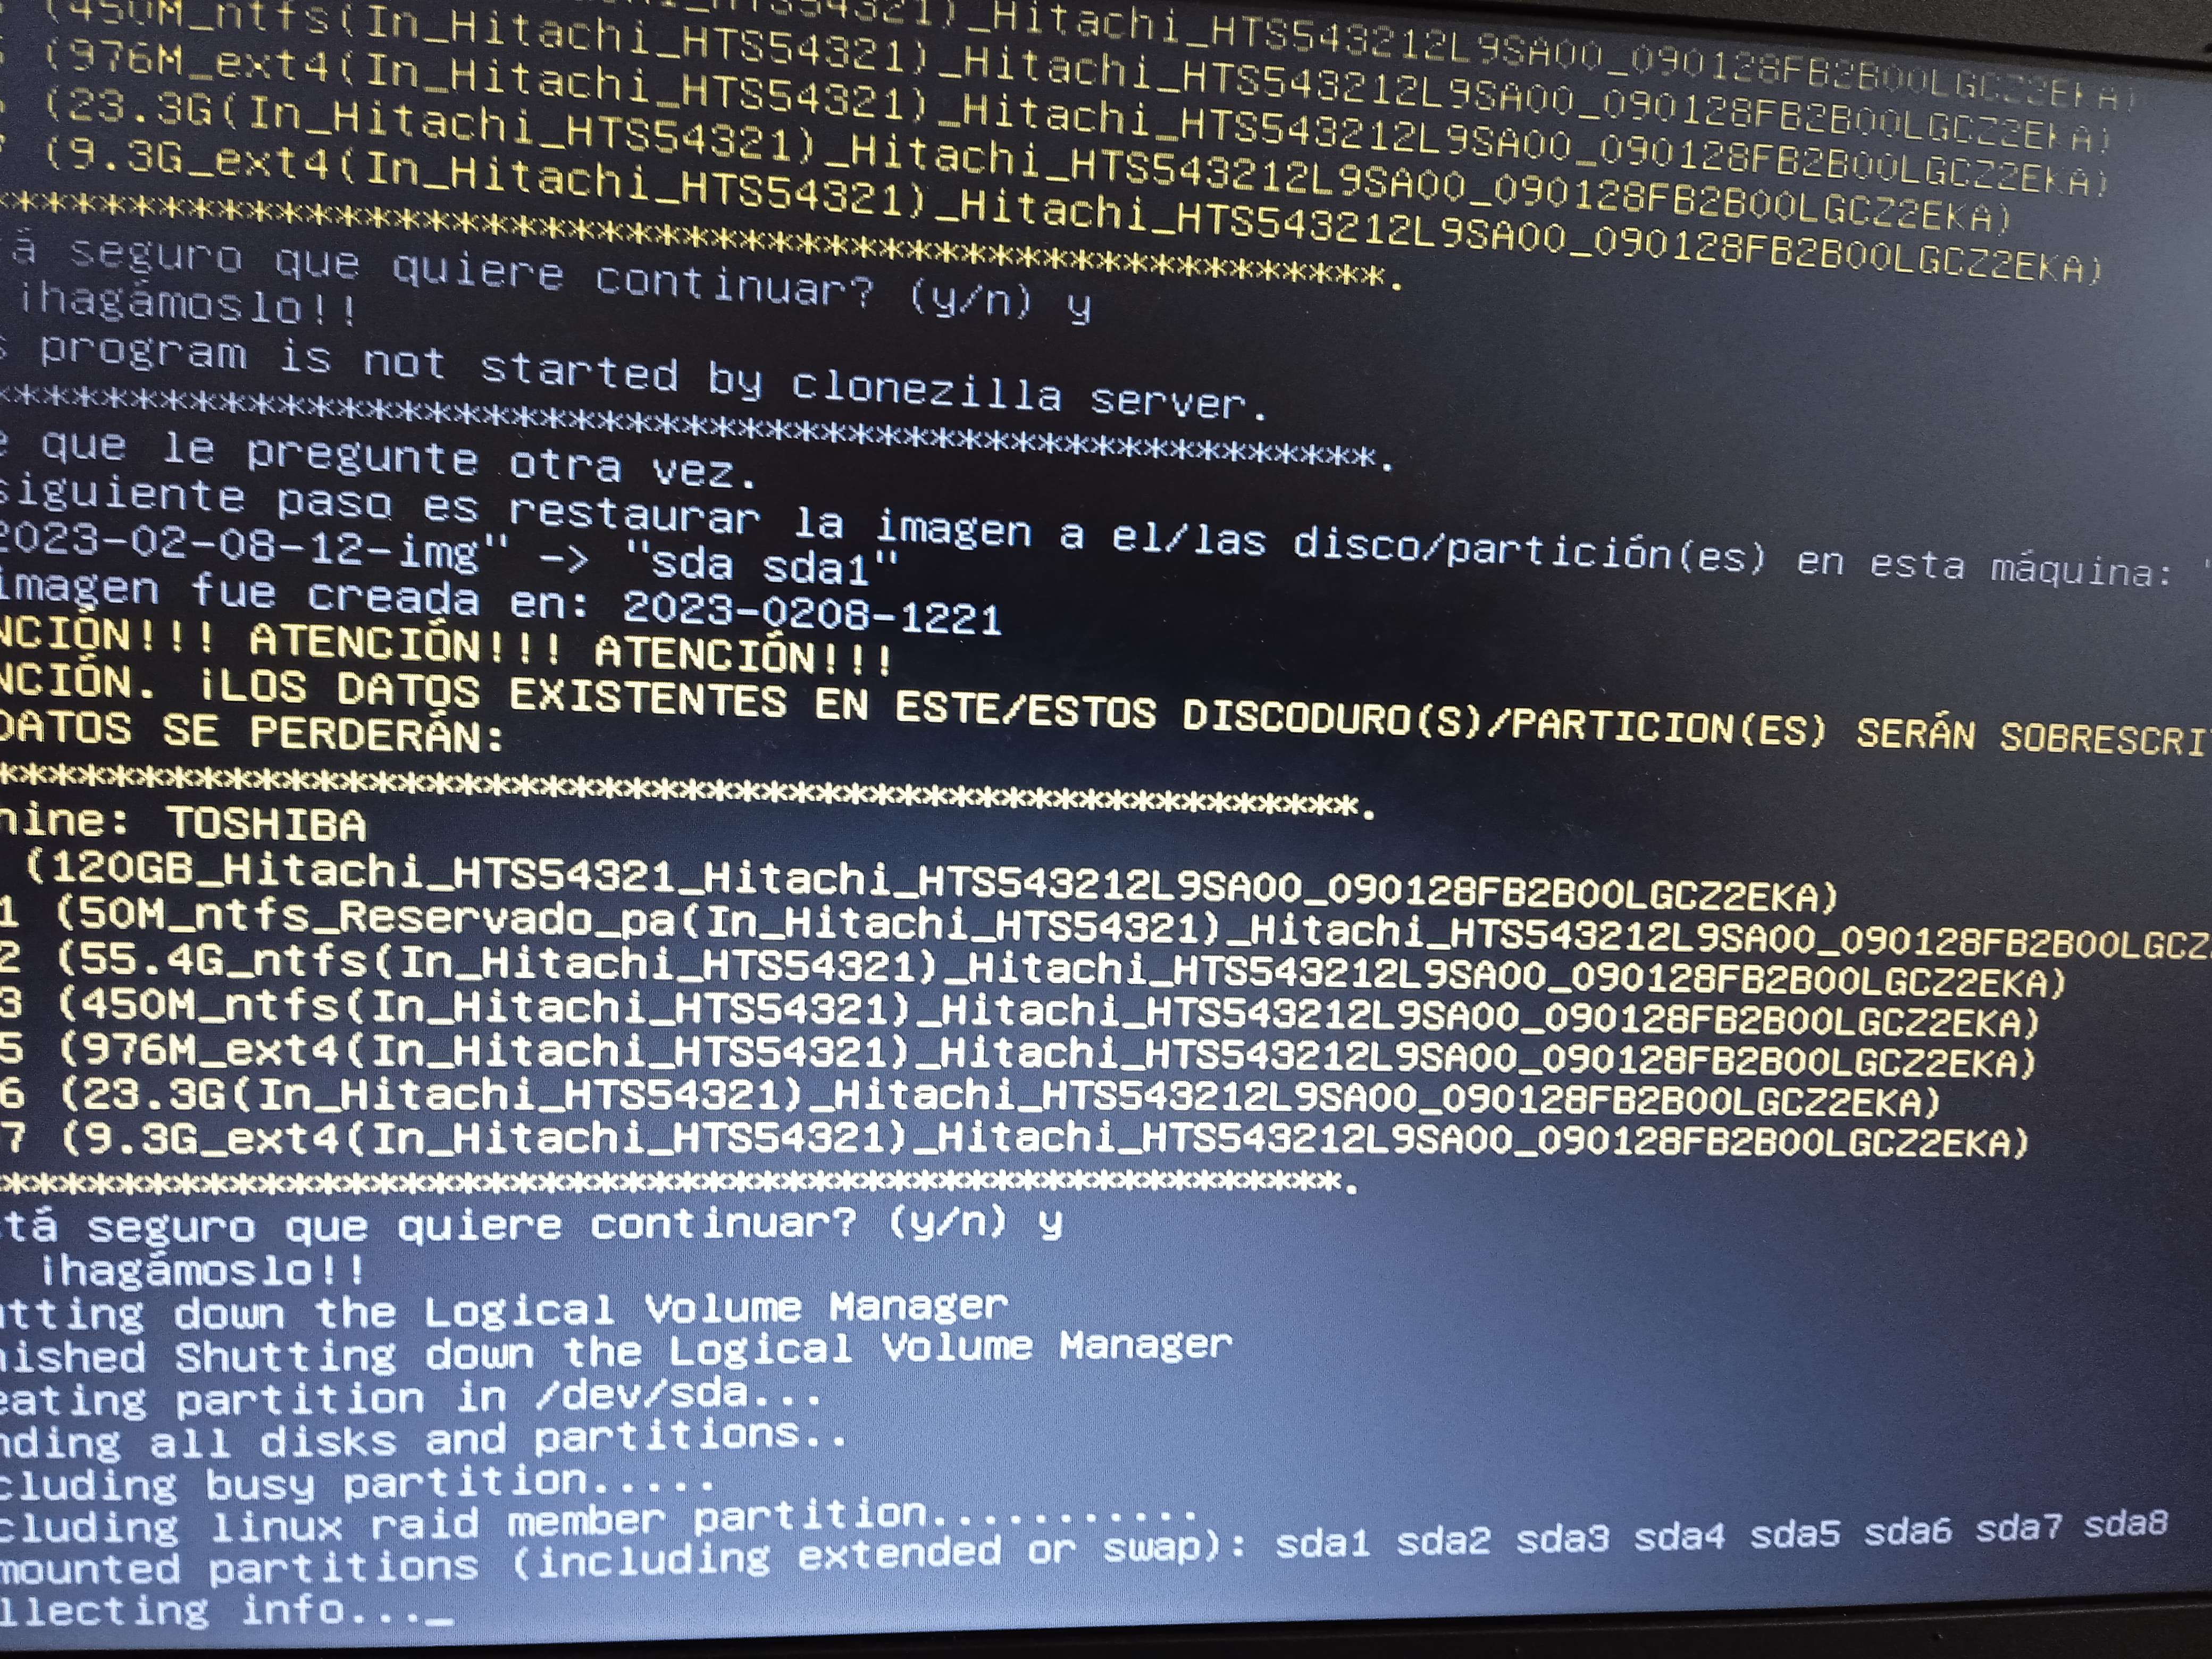 (450M_ntfs(In_Hitachi_HTS54321)_Hitachi_HTS543212L9SA00_090128FB2B00LGCZ2EKA)
(976M_ext4(In_Hitachi_HTS54321)_Hitachi_HTS543212L9SA00_090128FB2B00LGCZ2EKA)
(23.3G(In_Hitachi_HTS54321)_Hitachi_HTS543212L9SA00_090128FB2B00LGCZ2EKA)
(9.3G_ext4(In_Hitachi_HTS54321)_Hitachi_HTS543212L9SA00_090128FB2B00LGCZ2EKA)
á seguro que quiere continuar? (y/n) y
¡hagámoslo!!
s program is not started by clonezilla server.
e que le pregunte otra vez.
siguiente paso es restaurar la imagen a el/las disco/partición(es) en esta máquina: "
2023-02-08-12-img" -> "sda sda1"
imagen fue creada en: 2023-0208-1221
NCIÓN!!! ATENCIÓN!!! ATENCIÓN!!!
NCIÓN. ¡LOS DATOS EXISTENTES EN ESTE/ESTOS DISCODURO(S)/PARTICION(ES) SERÁN SOBRESCRI
DATOS SE PERDERÁN:
hine: TOSHIBA
(120GB_Hitachi_HTS54321_Hitachi_HTS543212L9SA00_090128FB2B00LGCZ2EKA)
1 (50M_ntfs_Reservado_pa(In_Hitachi_HTS54321)_Hitachi_HTS543212L9SA00_090128FB2B00LGCZ
2 (55.4G_ntfs(In_Hitachi_HTS54321)_Hitachi_HTS543212L9SA00_090128FB2B00LGCZ2EKA)
3 (450M_ntfs(In_Hitachi_HTS54321)_Hitachi_HTS543212L9SA00_090128FB2B00LGCZ2EKA)
5 (976M_ext4(In_Hitachi_HTS54321)_Hitachi_HTS543212L9SA00_090128FB2B00LGCZ2EKA)
6 (23.3G(In_Hitachi_HTS54321)_Hitachi_HTS543212L9SA00_090128FB2B00LGCZ2EKA)
7 (9.3G_ext4(In_Hitachi_HTS54321)_Hitachi_HTS543212L9SA00_090128FB2B00LGCZ2EKA)
tá seguro que quiere continuar? (y/n) y
¡hagámoslo!!
utting down the Logical Volume Manager
nished Shutting down the Logical Volume Manager
eating partition in /dev/sda...
nding all disks and partitions..
cluding busy partition.....
cluding linux raid member partition...........
mounted partitions (including extended or swap): sda1 sda2 sda3 sda4 sda5 sda6 sda7 sda8
llecting info..._